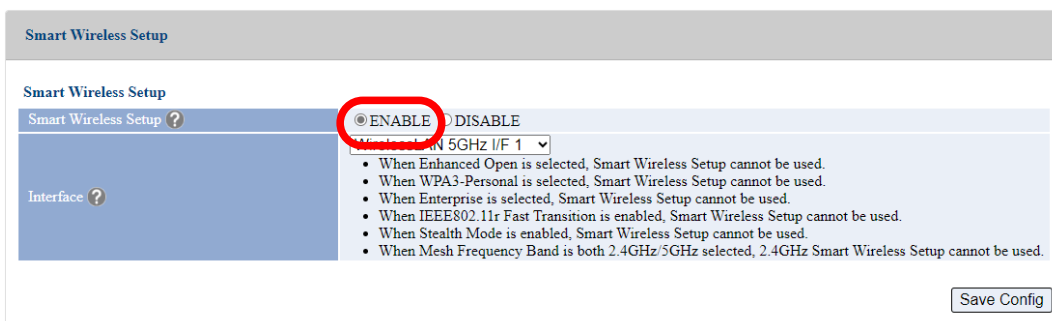 Smart Wireless Setup
Smart Wireless Setup
Smart Wireless Setup ?
ENABLE DISABLE
WirelessLAN 5GHz I/F 1
Interface ?
• When Enhanced Open is selected, Smart Wireless Setup cannot be used.
• When WPA3-Personal is selected, Smart Wireless Setup cannot be used.
• When Enterprise is selected, Smart Wireless Setup cannot be used.
• When IEEE802.11r Fast Transition is enabled, Smart Wireless Setup cannot be used.
• When Stealth Mode is enabled, Smart Wireless Setup cannot be used.
• When Mesh Frequency Band is both 2.4GHz/5GHz selected, 2.4GHz Smart Wireless Setup cannot be used.
Save Config